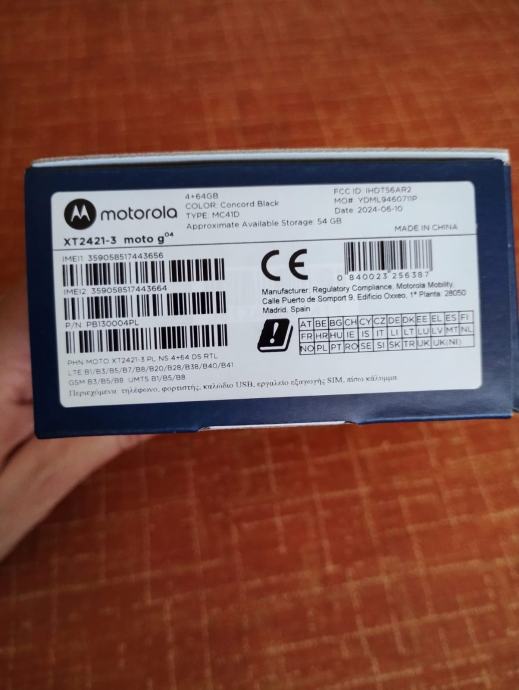 motorola
4+64GB
COLOR: Concord Black
TYPE: MC41D
Approximate Available Storage: 54 GB
FCC ID: IHDT56AR2
MO# YDML9460711P
Date: 2024-06-10
MADE IN CHINA
XT2421-3 moto g04
IMEI1 359058517443656
IMEI2 359058517443664
P/N PB130004PL
CE
0 840023 256387
Manufacturer: Regulatory Compliance, Motorola Mobility,
Calle Puerto de Somport 9, Edificio Oxxeo, 1ª Planta: 28050
Madrid, Spain
AT BE BG CH CY CZ DE DK EE EL ES FI
FR HR HU IE IS IT LI LT LU LV MT NL
NO PL PT RO SE SI SK TR UK UK(NI)
PHN MOTO XT2421-3 PL NS 4+64 DS RTL
LTE B1/B3/B5/B7/B8/B20/B28/B38/B40/B41
GSM B3/B5/B8 UMTS B1/B5/B8
Περιεχόμενα τηλέφωνο, φορτιστής, καλώδιο USB, εργαλείο εξαγωγής SIM, πίσω κάλυμμα